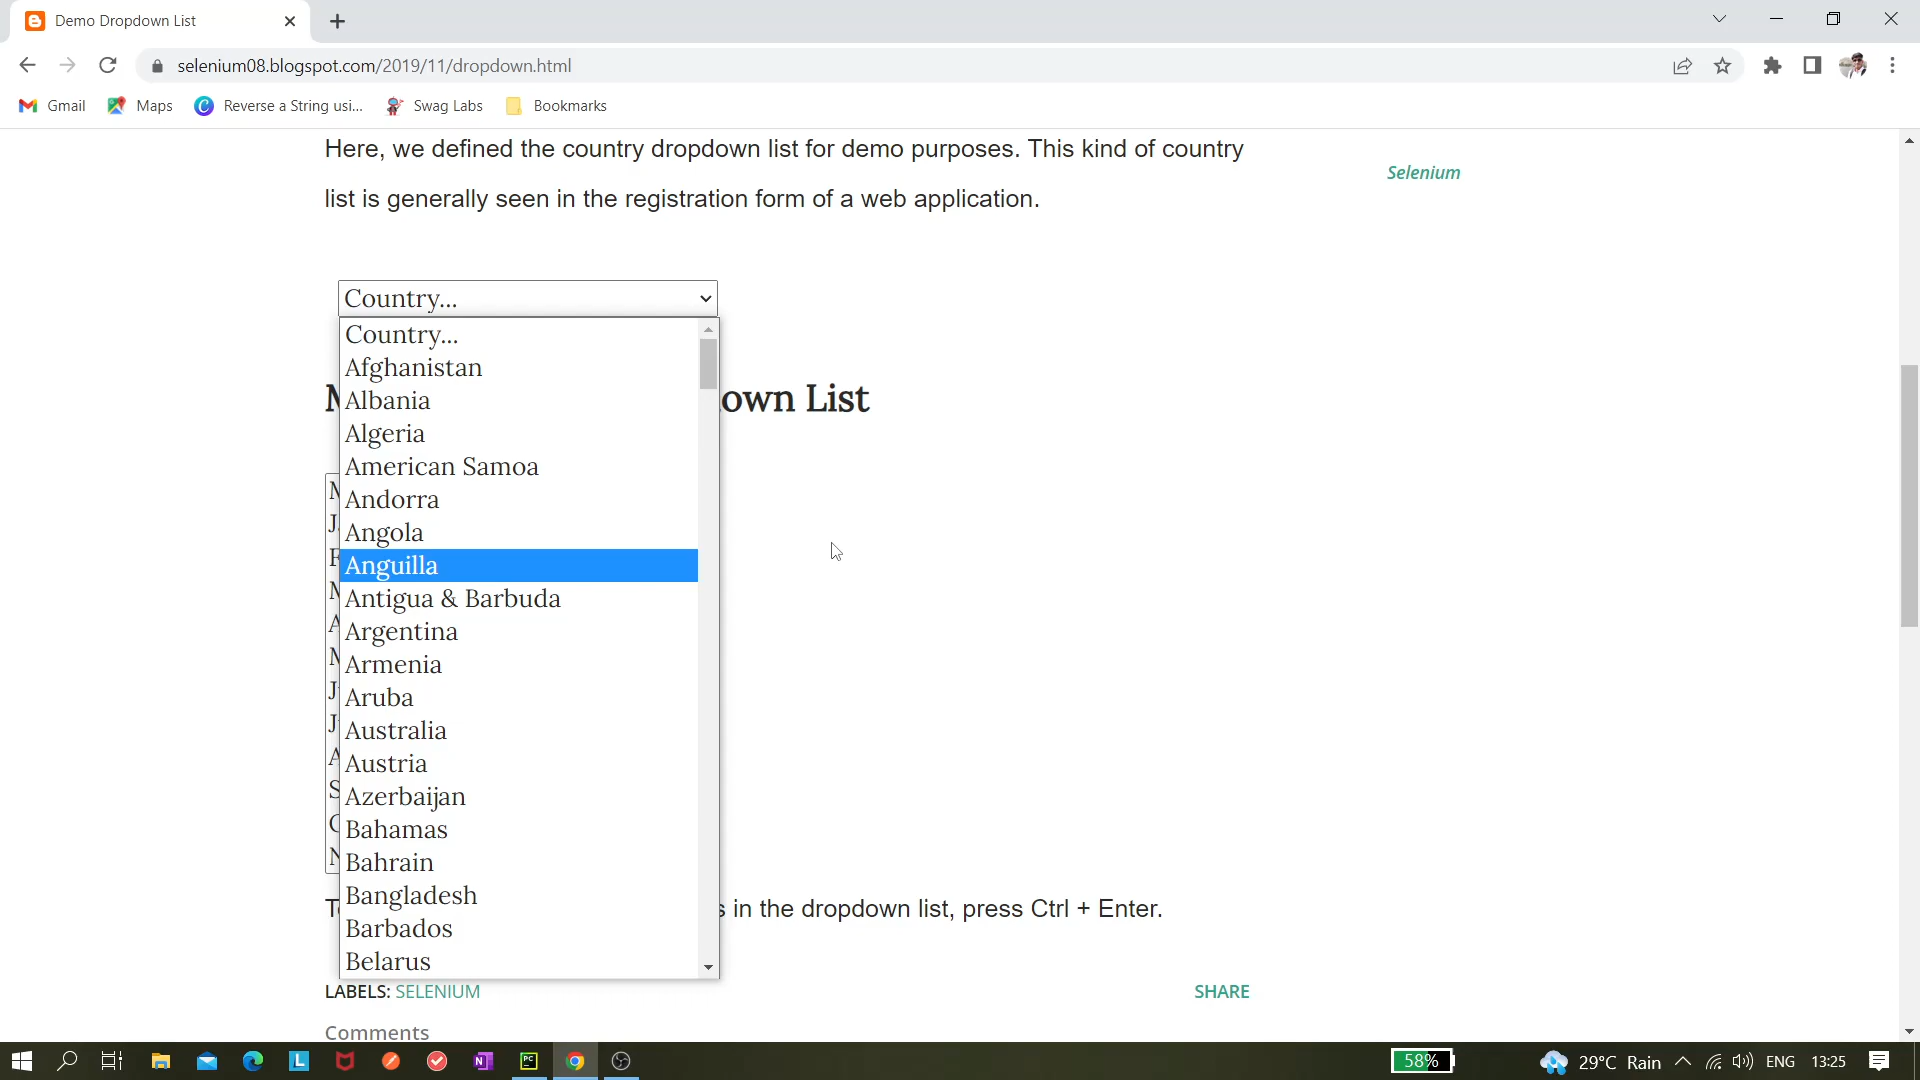 Demo Dropdown List
selenium08.blogspot.com/2019/11/dropdown.html
Gmail
Maps
Reverse a String usi...
Swag Labs
Bookmarks
Here, we defined the country dropdown list for demo purposes. This kind of country
list is generally seen in the registration form of a web application.
Selenium
Country...
Country...
Afghanistan
Albania
Algeria
American Samoa
Andorra
Angola
Anguilla
Antigua & Barbuda
Argentina
Armenia
Aruba
Australia
Austria
Azerbaijan
Bahamas
Bahrain
Bangladesh
Barbados
Belarus
List
in the dropdown list, press Ctrl + Enter.
LABELS: SELENIUM
SHARE
Comments
58%
29°C Rain
ENG
13:25